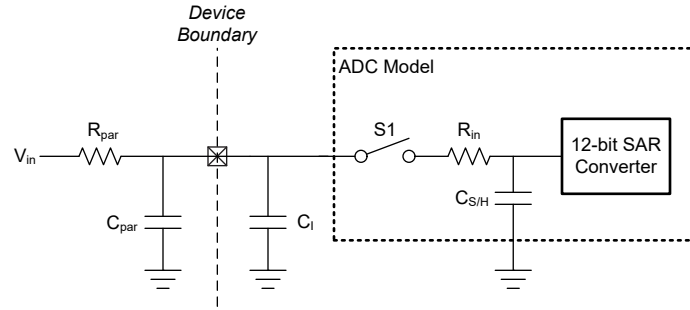 Device
Boundary
ADC Model
Rpar
S1
Rin
12-bit SAR
Converter
Vin
CS/H
Cpar
CI